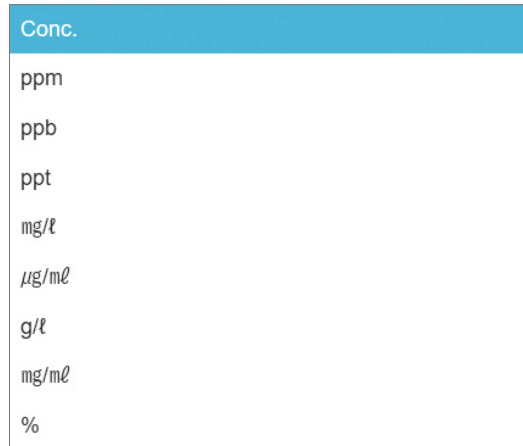 Conc.
ppm
ppb
ppt
㎎/ℓ
㎍/㎖
g/ℓ
㎎/㎖
%